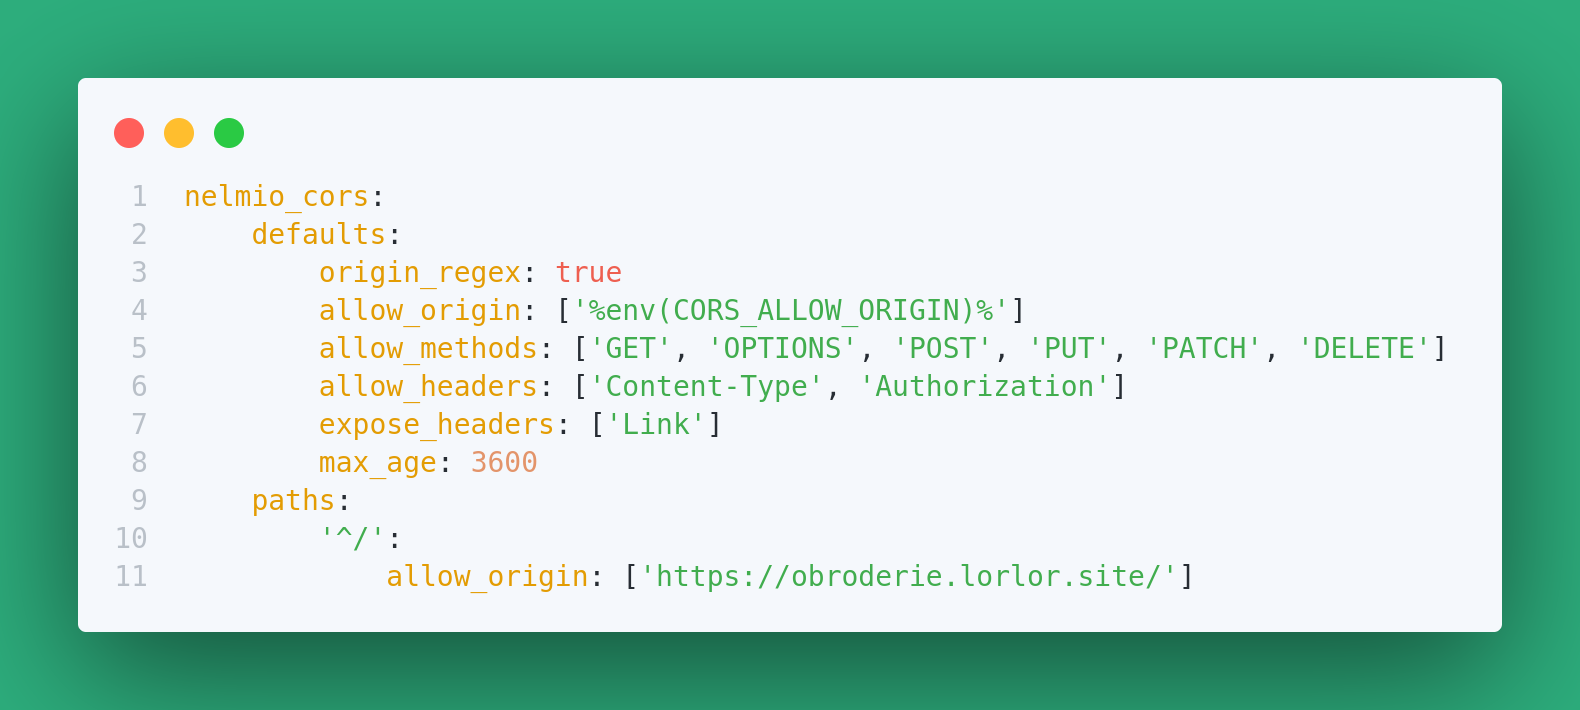 1 nelmio_cors:
2     defaults:
3         origin_regex: true
4         allow_origin: ['%env(CORS_ALLOW_ORIGIN)%']
5         allow_methods: ['GET', 'OPTIONS', 'POST', 'PUT', 'PATCH', 'DELETE']
6         allow_headers: ['Content-Type', 'Authorization']
7         expose_headers: ['Link']
8         max_age: 3600
9     paths:
10         '^/':
11             allow_origin: ['https://obroderie.lorlor.site/']